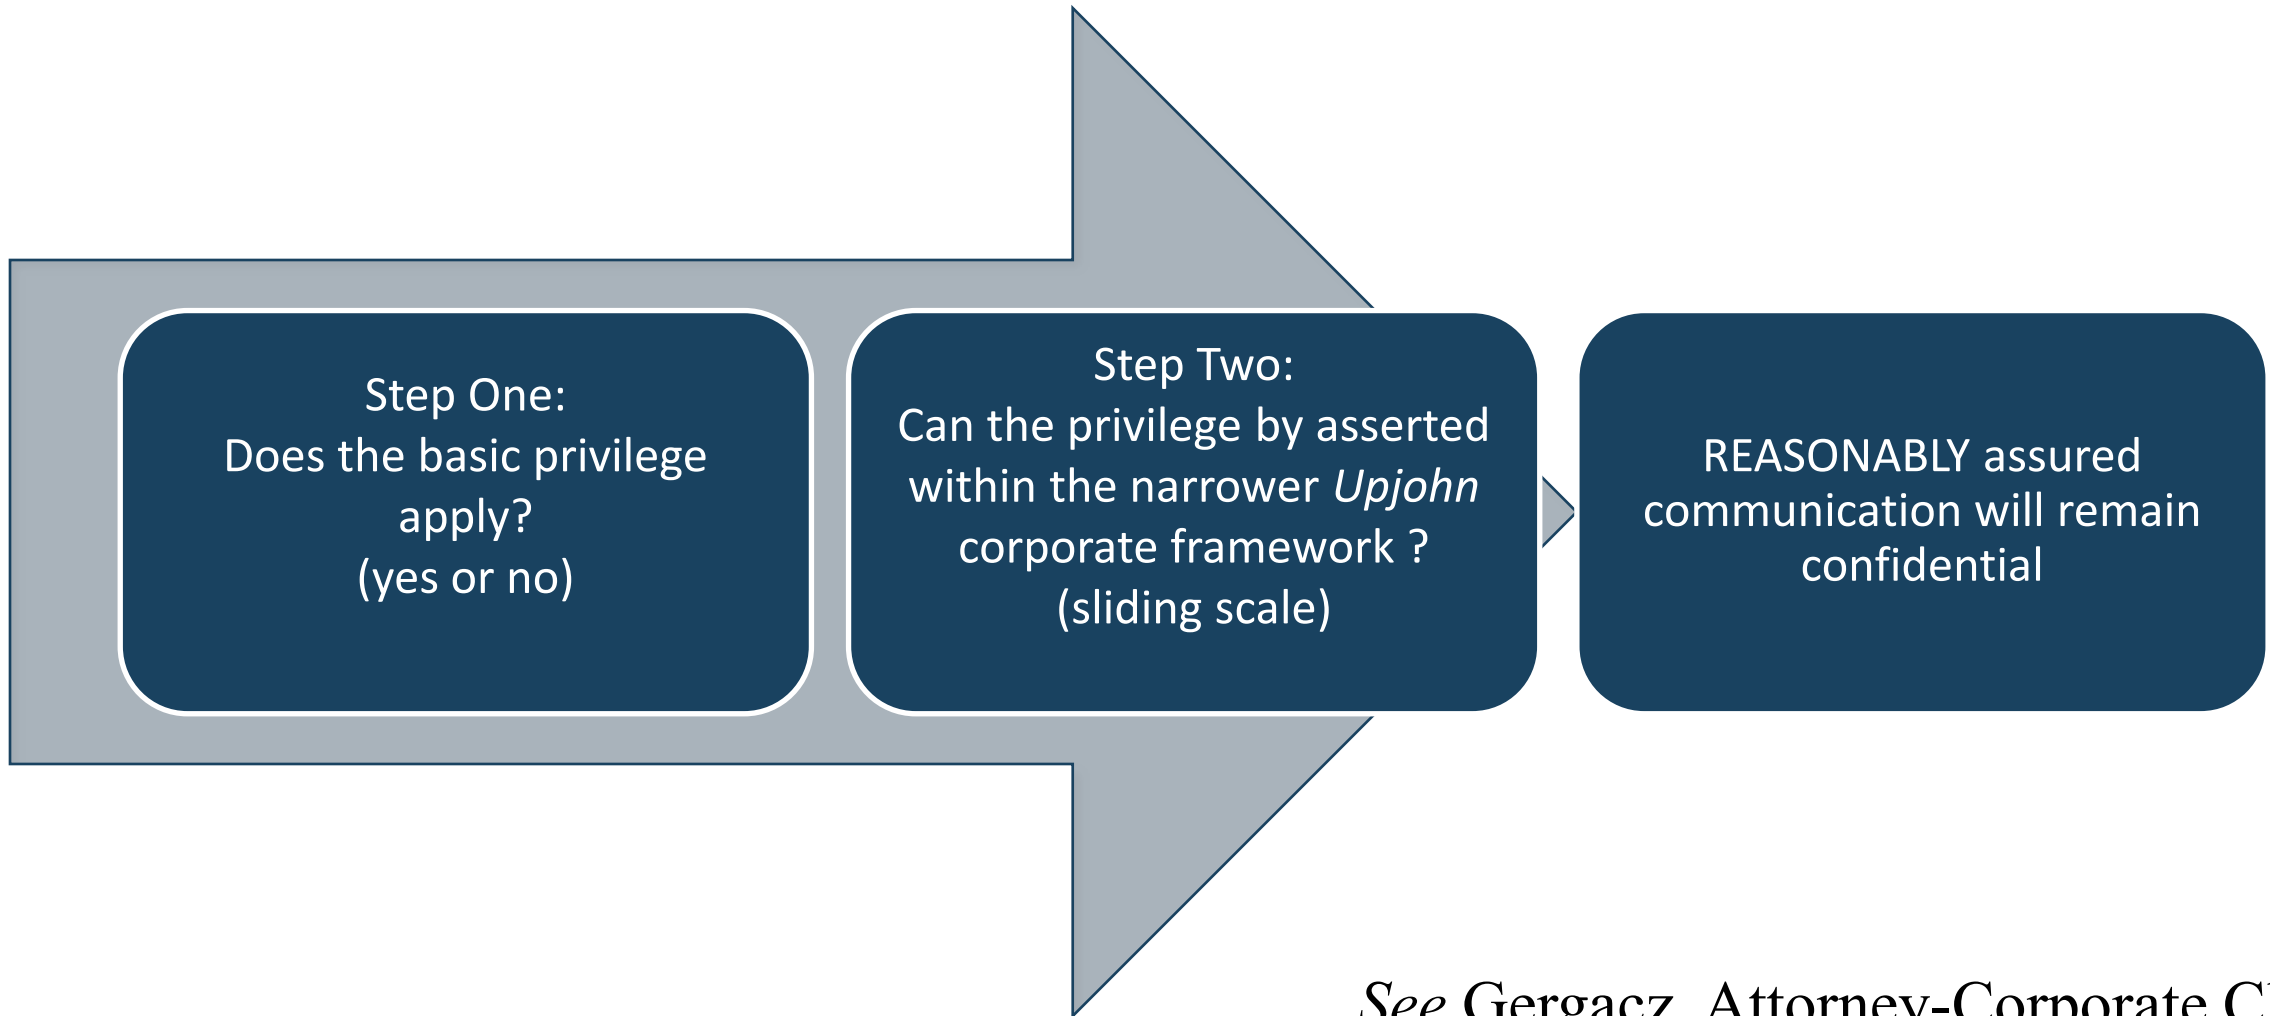 Step One:
Does the basic privilege
apply?
(yes or no)
Step Two:
Can the privilege by asserted
within the narrower Upjohn
corporate framework ?
(sliding scale)
REASONABLY assured
communication will remain
confidential
See Gergacz, Attorney-Corporate